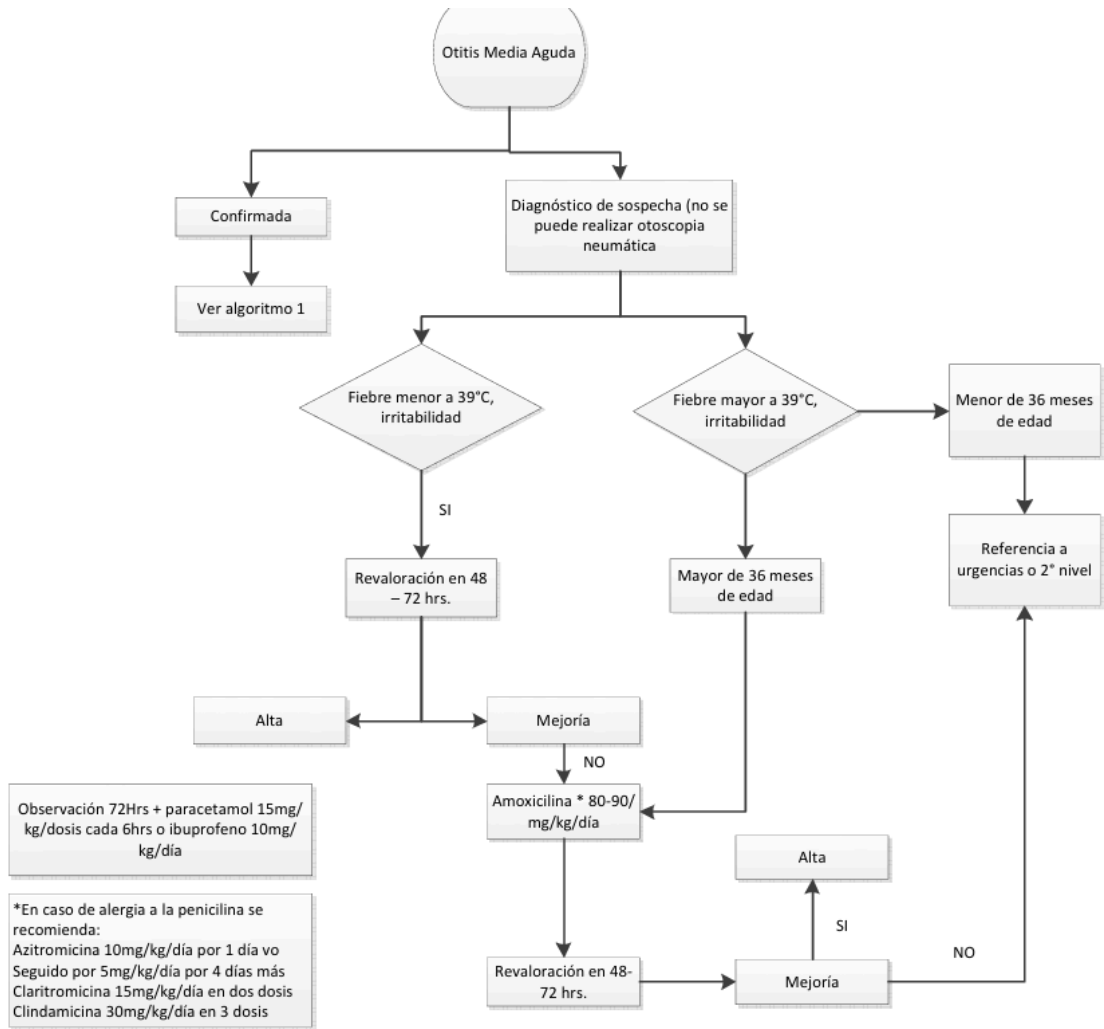 Otitis Media Aguda
Confirmada
Diagnóstico de sospecha (no se
puede realizar otoscopia
neumática
Ver algoritmo 1
Fiebre menor a 39°C,
irritabilidad
Fiebre mayor a 39°C,
irritabilidad
Menor de 36 meses
de edad
SI
Revaloración en 48
– 72 hrs.
Mayor de 36 meses
de edad
Referencia a
urgencias o 2° nivel
Alta
Mejoría
NO
Amoxicilina * 80-90/
mg/kg/día
Observación 72Hrs + paracetamol 15mg/
kg/dosis cada 6hrs o ibuprofeno 10mg/
kg/día
Alta
*En caso de alergia a la penicilina se
recomienda:
Azitromicina 10mg/kg/día por 1 día vo
Seguido por 5mg/kg/día por 4 días más
Claritromicina 15mg/kg/día en dos dosis
Clindamicina 30mg/kg/día en 3 dosis
SI
NO
Revaloración en 48-
72 hrs.
Mejoría